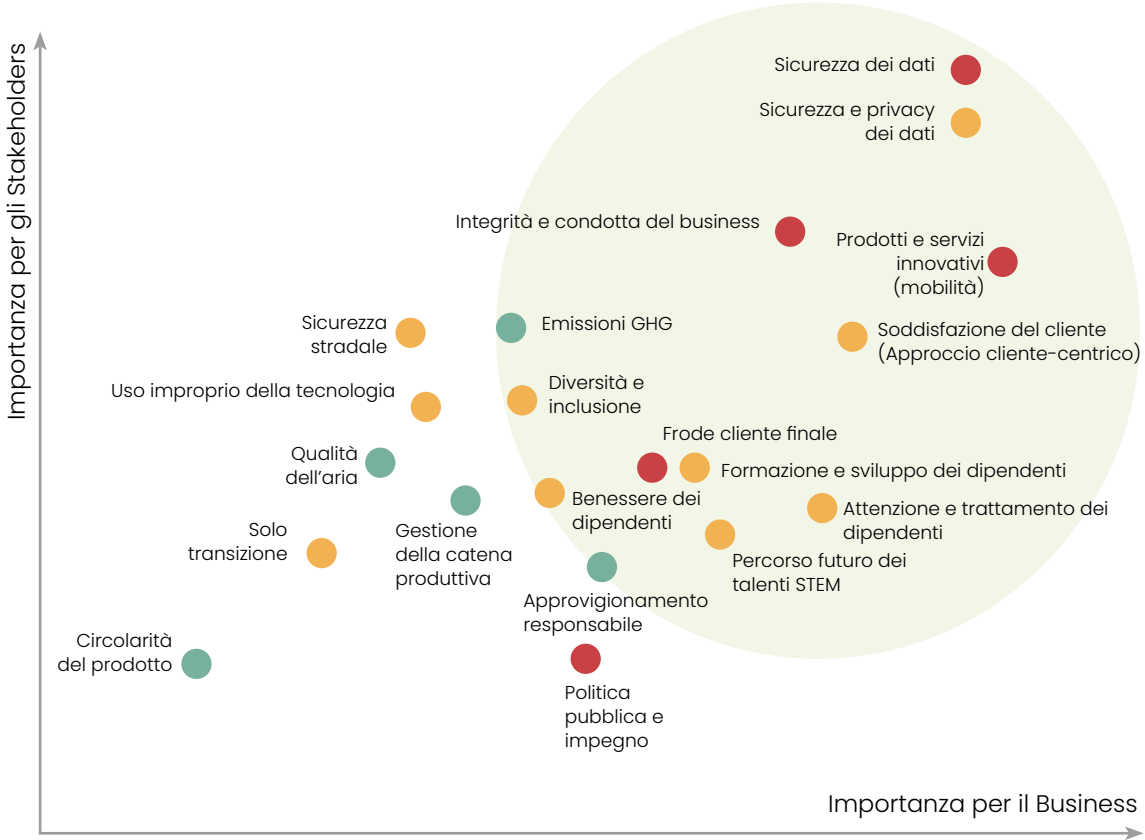 Importanza per gli Stakeholders
Sicurezza dei dati
Sicurezza e privacy
dei dati
Integrità e condotta del business
Prodotti e servizi
innovativi
(mobilità)
Sicurezza
stradale
Emissioni GHG
Soddisfazione del cliente
(Approccio cliente-centrico)
Uso improprio della tecnologia
Diversità e
inclusione
Frode cliente finale
Qualità
dell’aria
Formazione e sviluppo dei dipendenti
Benessere dei
dipendenti
Attenzione e trattamento dei
dipendenti
Solo
transizione
Gestione
della catena
produttiva
Percorso futuro dei
talenti STEM
Approvigionamento
responsabile
Circolarità
del prodotto
Politica
pubblica e
impegno
Importanza per il Business